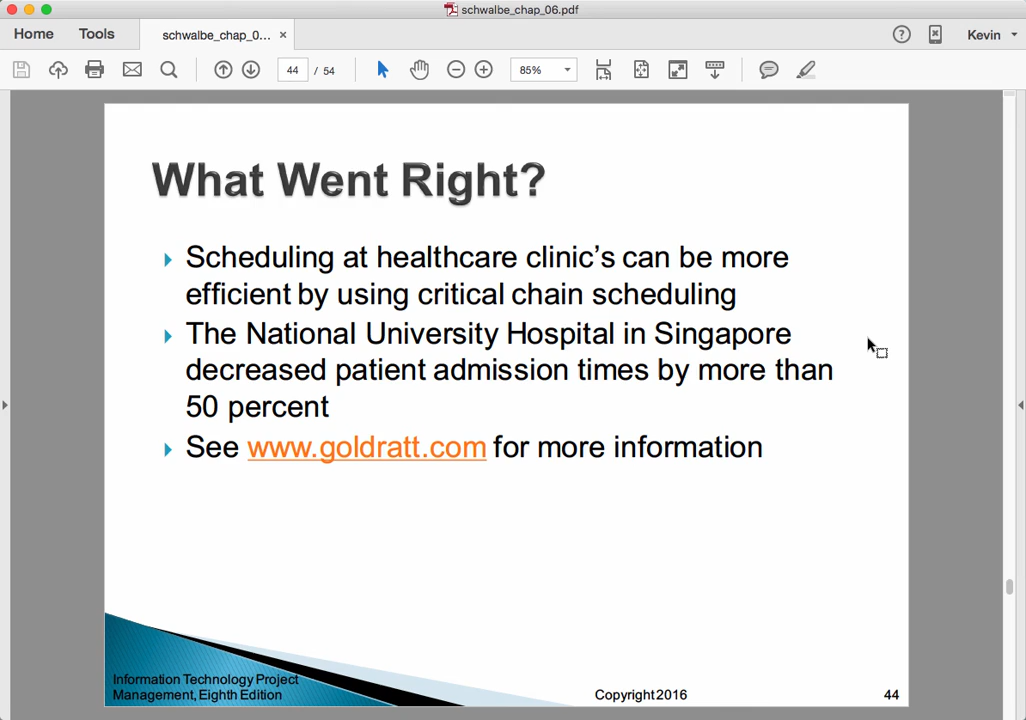 schwalbe_chap_06.pdf
Home Tools schwalbe_chap_0... × Kevin
44 / 54 85%
What Went Right?
Scheduling at healthcare clinic's can be more
efficient by using critical chain scheduling
The National University Hospital in Singapore
decreased patient admission times by more than
50 percent
See www.goldratt.com for more information
Information Technology Project
Management, Eighth Edition
Copyright 2016
44